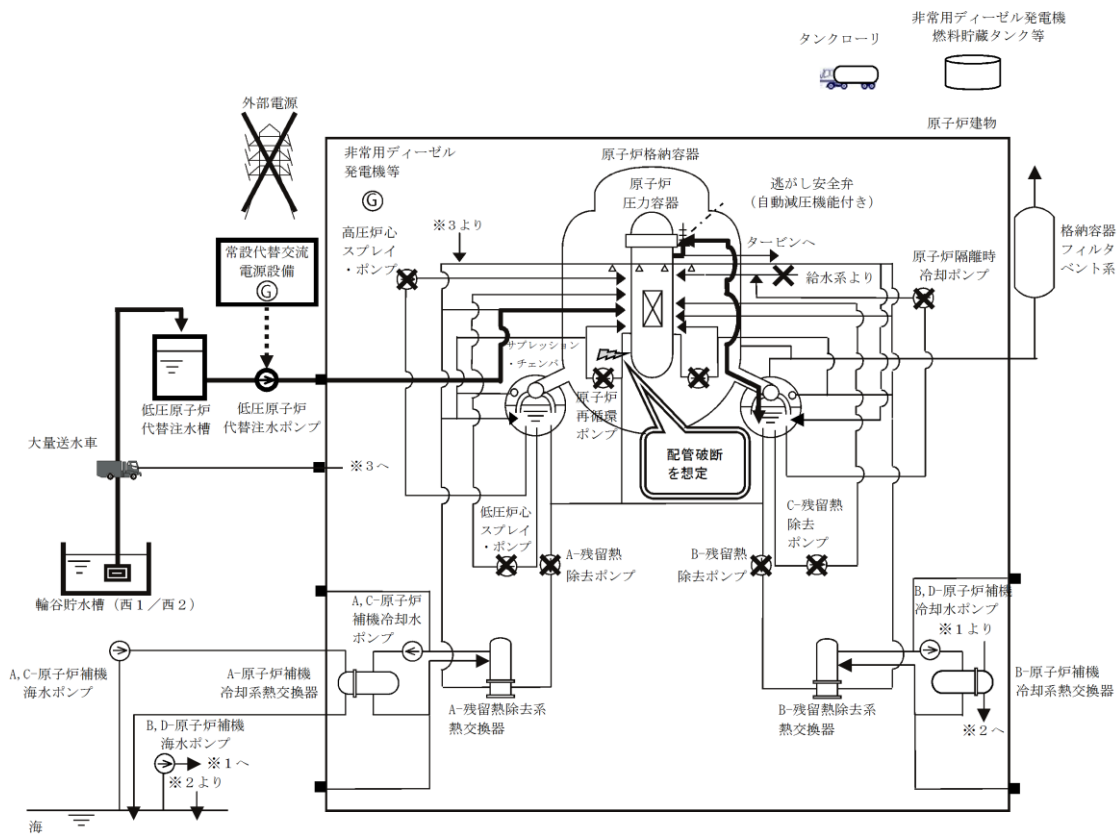 タンクローリ
非常用ディーゼル発電機
燃料貯蔵タンク等
外部電源
原子炉建物
非常用ディーゼル
発電機等
G
原子炉格納容器
原子炉
圧力容器
逃がし安全弁
(自動減圧機能付き)
※3より
タービンへ
高圧炉心
スプレイ
・ポンプ
常設代替交流
電源設備
G
給水系より
原子炉隔離時
冷却ポンプ
格納容器
フィルタ
ベント系
サプレッション
・チェンバ
低圧原子炉
代替注水槽
低圧原子炉
代替注水ポンプ
原子炉
再循環
ポンプ
配管破断
を想定
大量送水車
※3へ
低圧炉心
スプレイ
・ポンプ
A-残留熱
除去ポンプ
B-残留熱
除去ポンプ
C-残留熱
除去
ポンプ
輪谷貯水槽(西1/西2)
A,C-原子炉
補機冷却水
ポンプ
B,D-原子炉補機
冷却水ポンプ
※1より
A,C-原子炉補機
海水ポンプ
A-原子炉補機
冷却系熱交換器
A-残留熱除去系
熱交換器
B-残留熱除去系
熱交換器
B-原子炉補機
冷却系熱交換器
※2へ
B,D-原子炉補機
海水ポンプ
※1へ
※2より
海